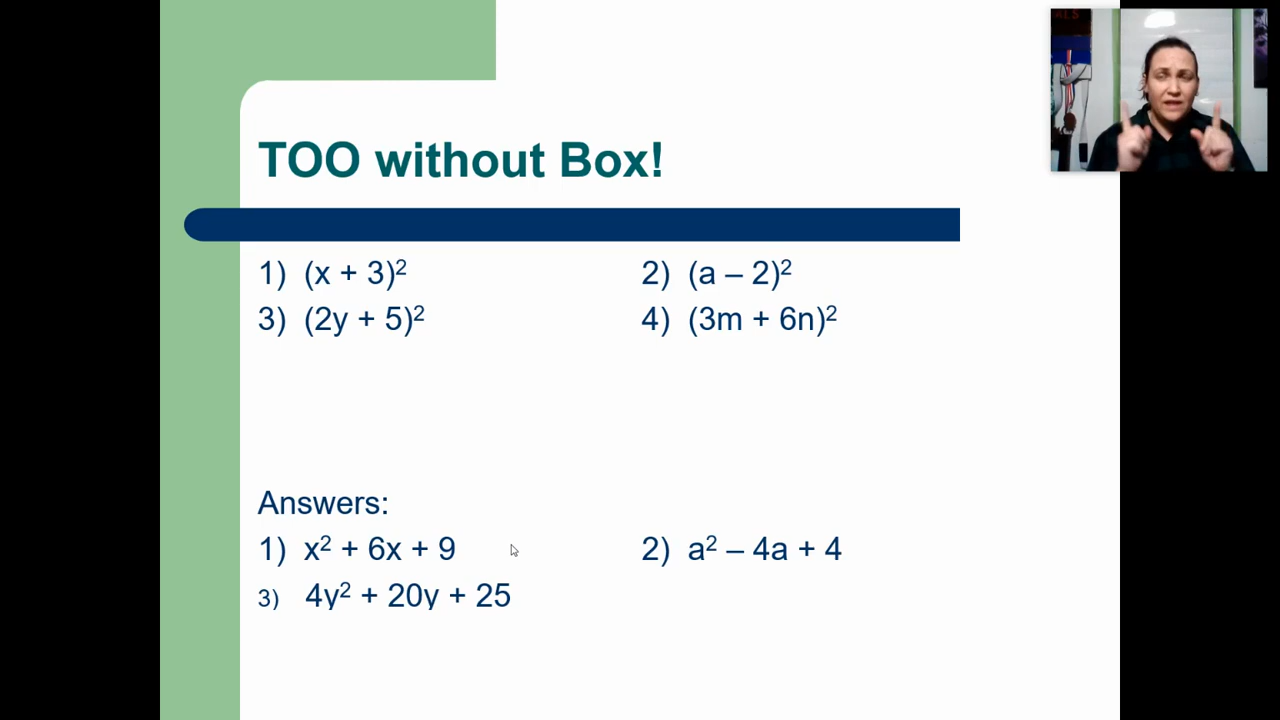 TOO without Box!
1) (x + 3)² 2) (a – 2)²
3) (2y + 5)² 4) (3m + 6n)²
Answers:
1) x² + 6x + 9 2) a² – 4a + 4
3) 4y² + 20y + 25